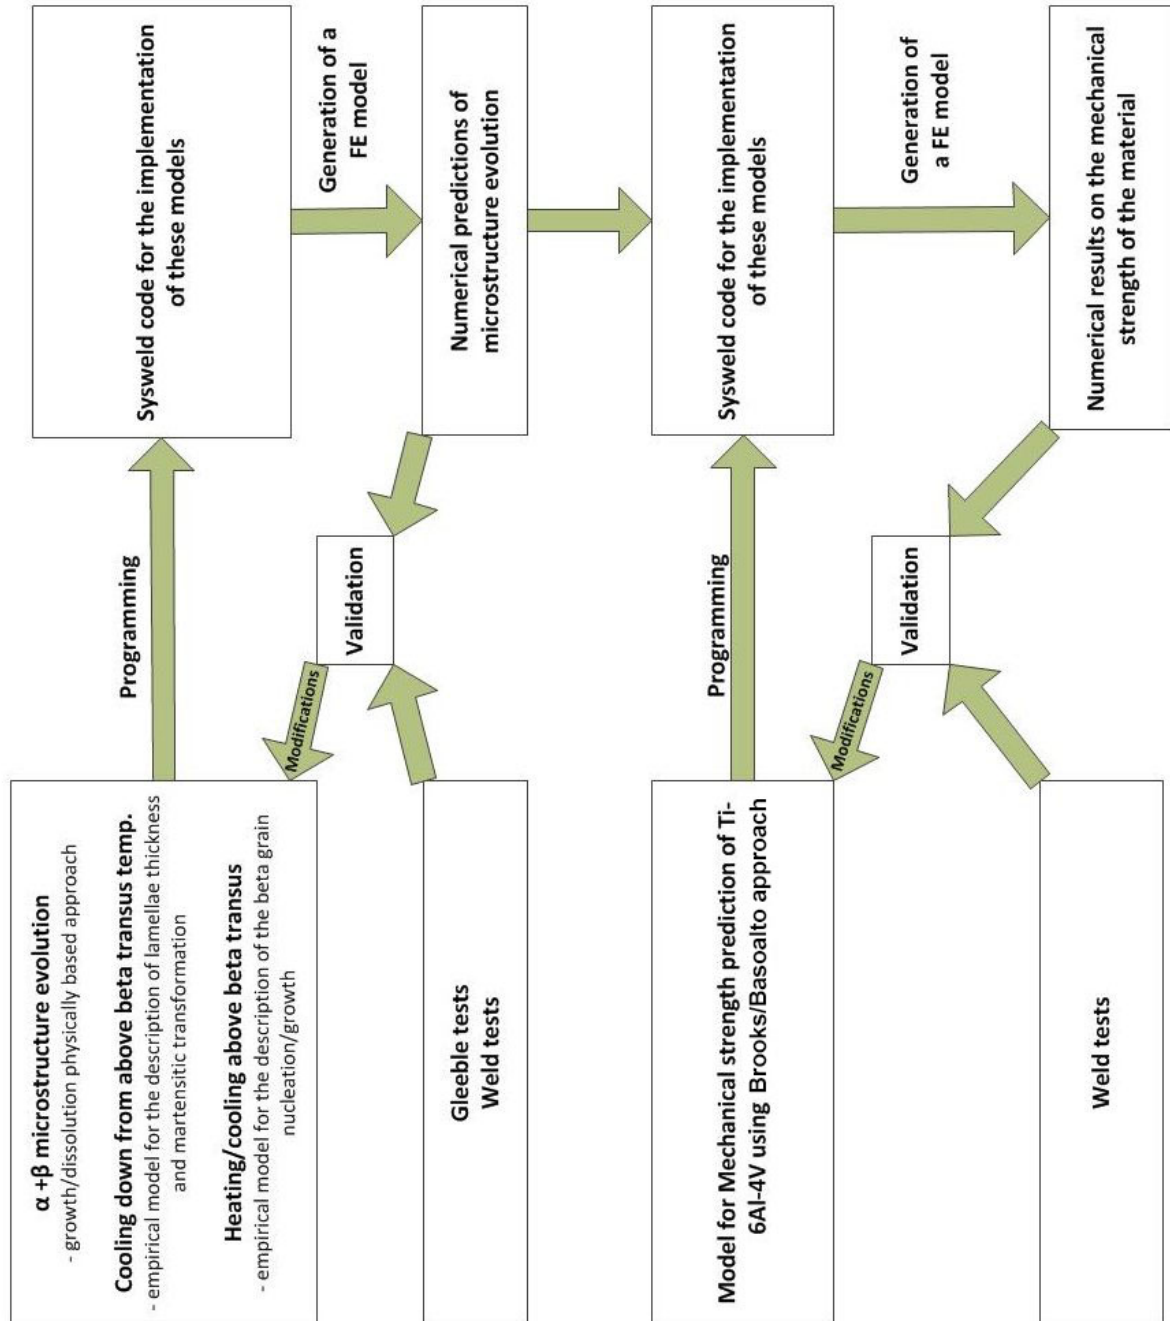 α +β microstructure evolution
- growth/dissolution physically based approach
Cooling down from above beta transus temp.
- empirical model for the description of lamellae thickness
and martensitic transformation
Heating/cooling above beta transus
- empirical model for the description of the beta grain
nucleation/growth
Programming
Sysweld code for the implementation
of these models
Modifications
Validation
Generation of a
FE model
Gleeble tests
Weld tests
Numerical predictions of
microstructure evolution
Model for Mechanical strength prediction of Ti-
6Al-4V using Brooks/Basoalto approach
Programming
Sysweld code for the implementation
of these models
Modifications
Validation
Generation of
a FE model
Weld tests
Numerical results on the mechanical
strength of the material